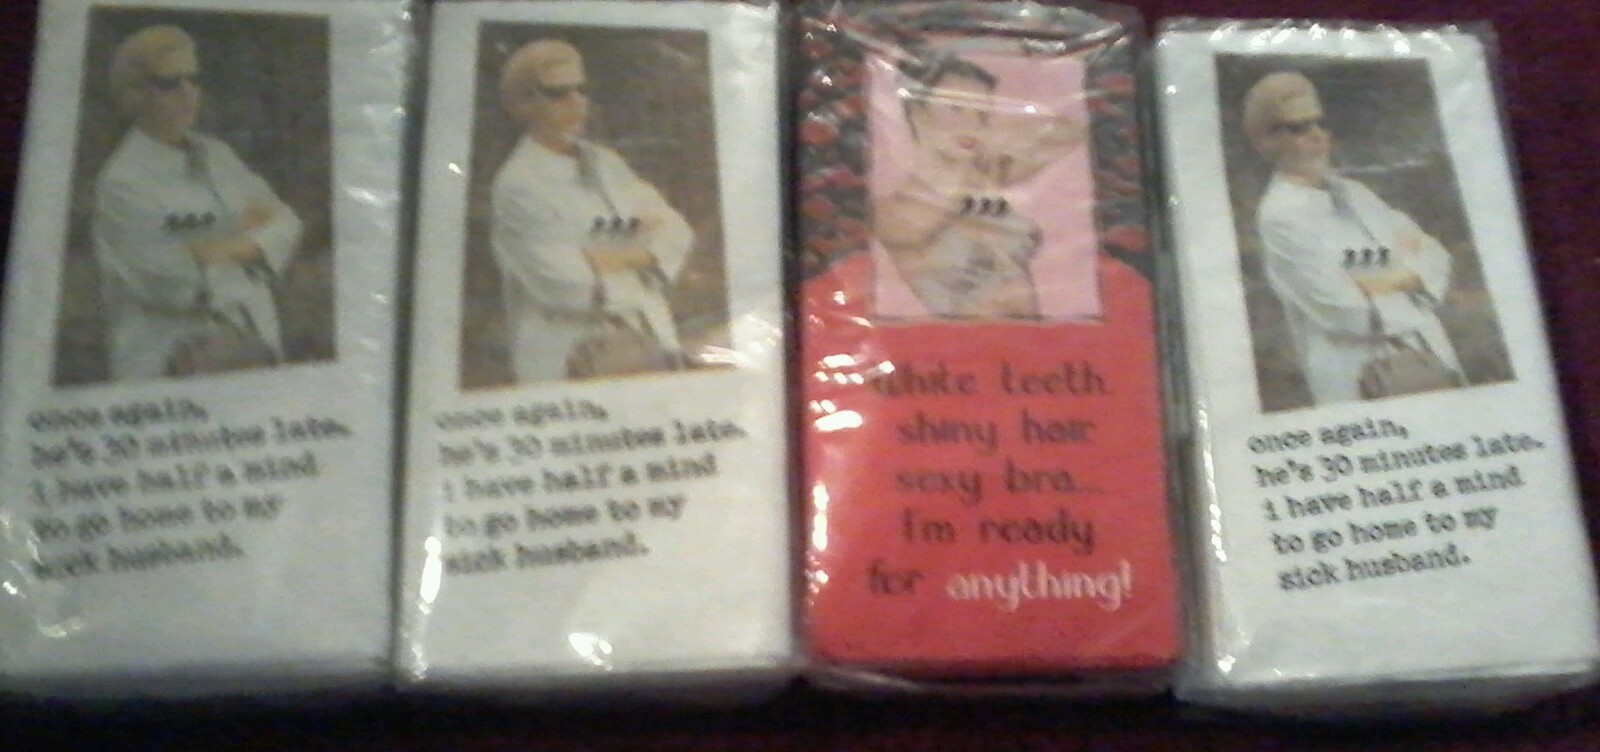 once again,
he's 30 minutes late.
i have half a mind
to go home to my
sick husband.
once again,
he's 30 minutes late.
i have half a mind
to go home to my
sick husband.
White teeth
shiny hair
sexy bra...
I'm ready
for anything!
once again,
he's 30 minutes late.
i have half a mind
to go home to my
sick husband.